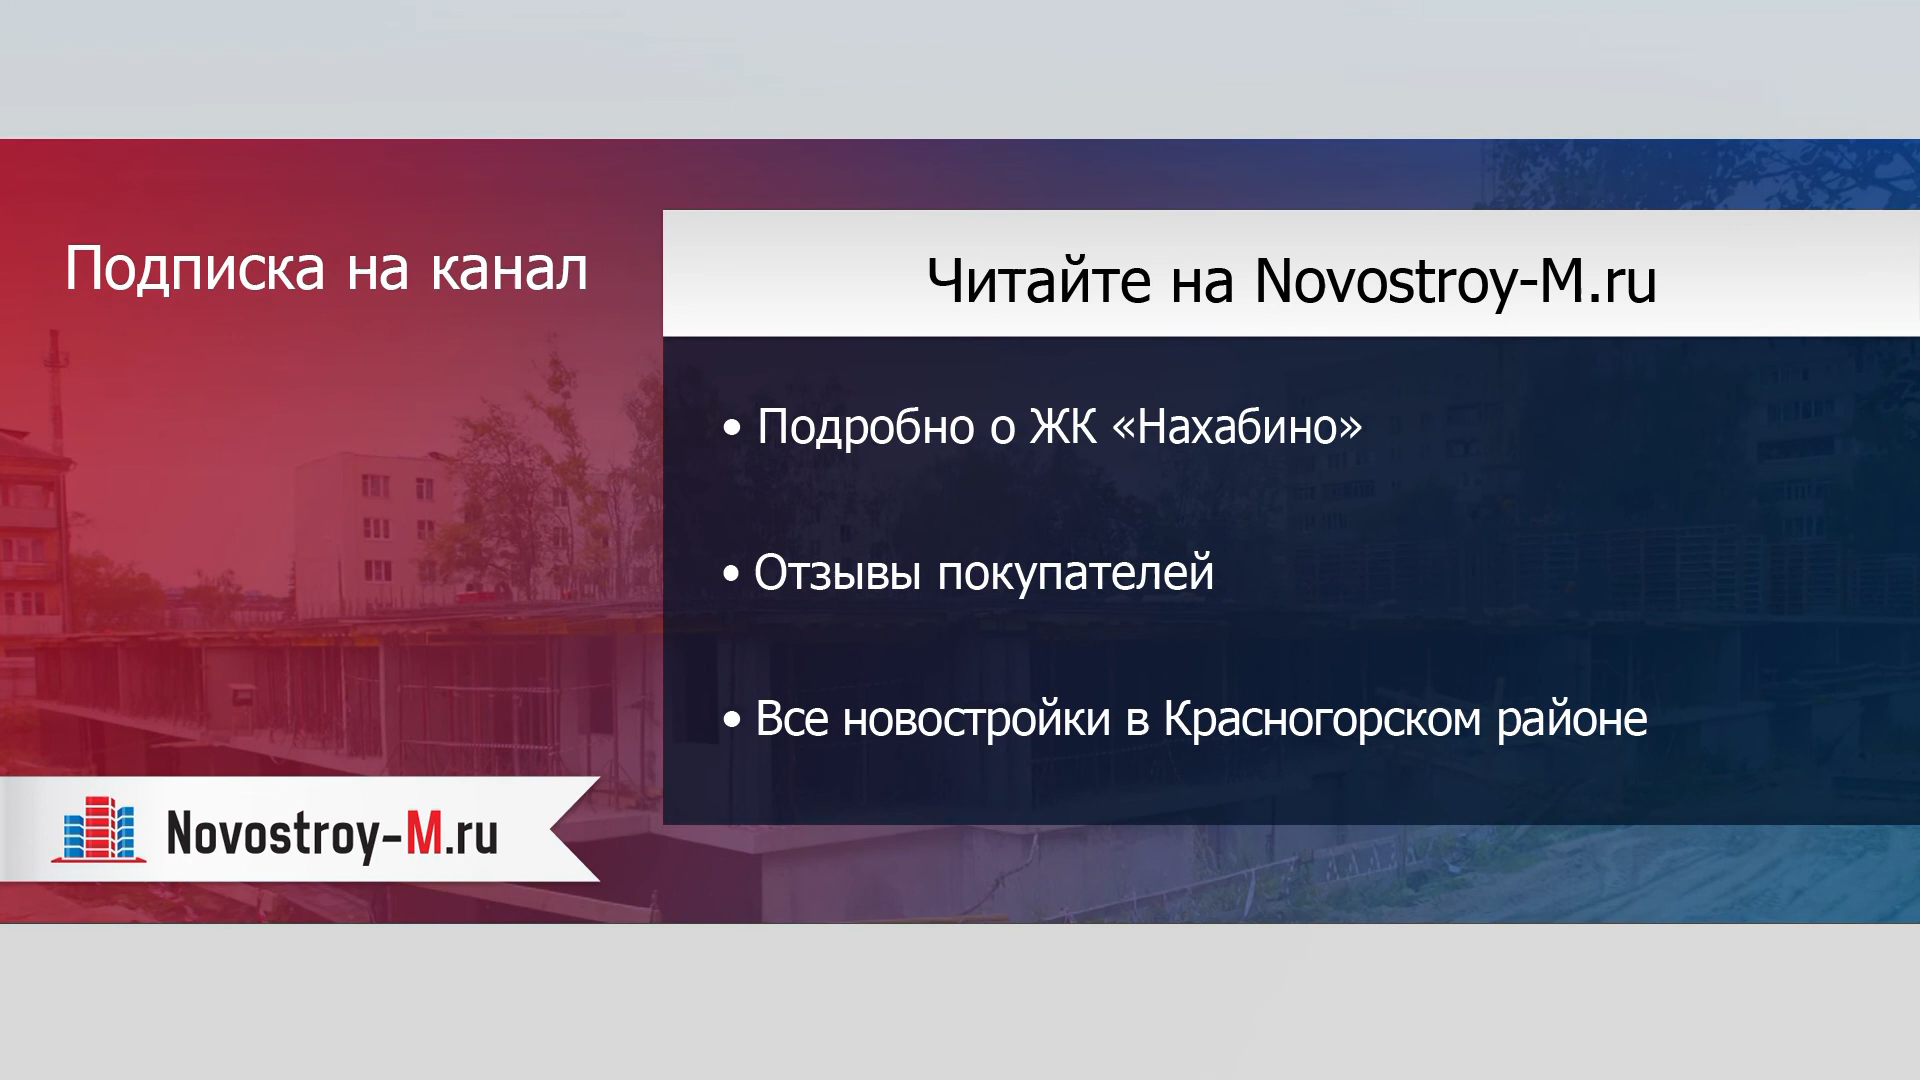 Подписка на канал
Читайте на Novostroy-M.ru
• Подробно о ЖК «Нахабино»
• Отзывы покупателей
• Все новостройки в Красногорском районе
Novostroy-M.ru